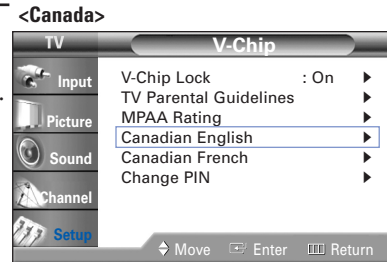 <Canada>
TV
V-Chip
Input
Picture
Sound
Channel
Setup
V-Chip Lock : On
TV Parental Guidelines
MPAA Rating
Canadian English
Canadian French
Change PIN
Move Enter Return